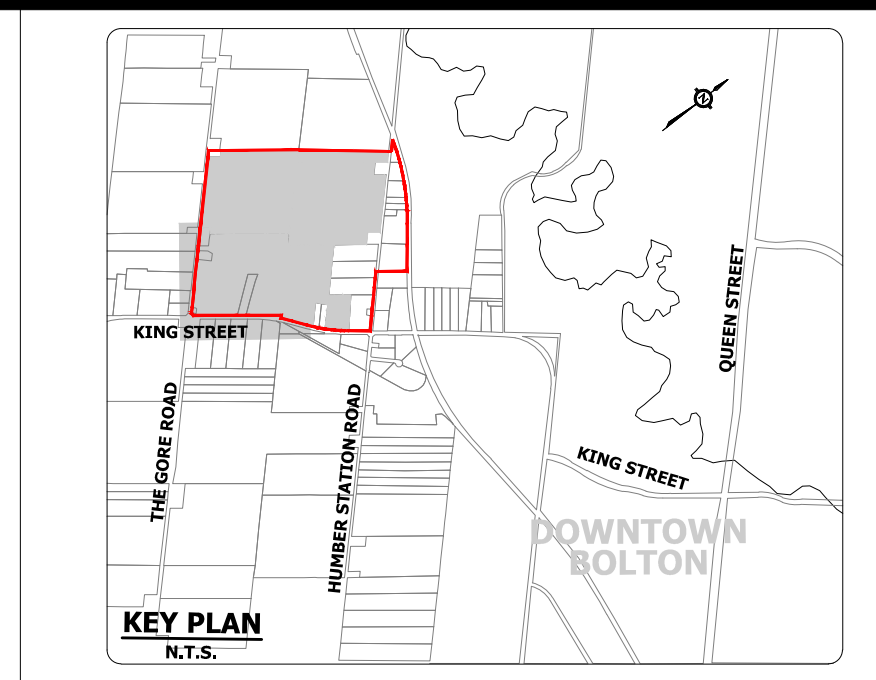 N
KING STREET
QUEEN STREET
THE GORE ROAD
HUMBER STATION ROAD
KING STREET
DOWNTOWN
BOLTON
KEY PLAN
N.T.S.